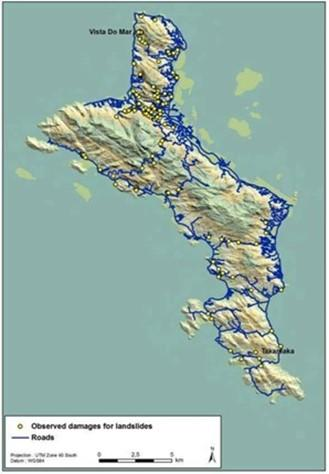 Vista Do Mar
Takamaka
Observed damages for landslides
Roads
Projection : UTM Zone 40 South
Datum : WGS84
0 2,5 5
km
N